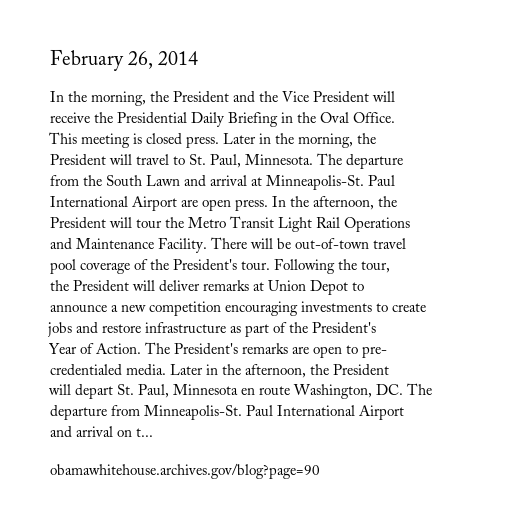 February 26, 2014
In the morning, the President and the Vice President will
receive the Presidential Daily Briefing in the Oval Office.
This meeting is closed press. Later in the morning, the
President will travel to St. Paul, Minnesota. The departure
from the South Lawn and arrival at Minneapolis-St. Paul
International Airport are open press. In the afternoon, the
President will tour the Metro Transit Light Rail Operations
and Maintenance Facility. There will be out-of-town travel
pool coverage of the President's tour. Following the tour,
the President will deliver remarks at Union Depot to
announce a new competition encouraging investments to create
jobs and restore infrastructure as part of the President's
Year of Action. The President's remarks are open to pre-
credentialed media. Later in the afternoon, the President
will depart St. Paul, Minnesota en route Washington, DC. The
departure from Minneapolis-St. Paul International Airport
and arrival on t...
obamawhitehouse.archives.gov/blog?page=90